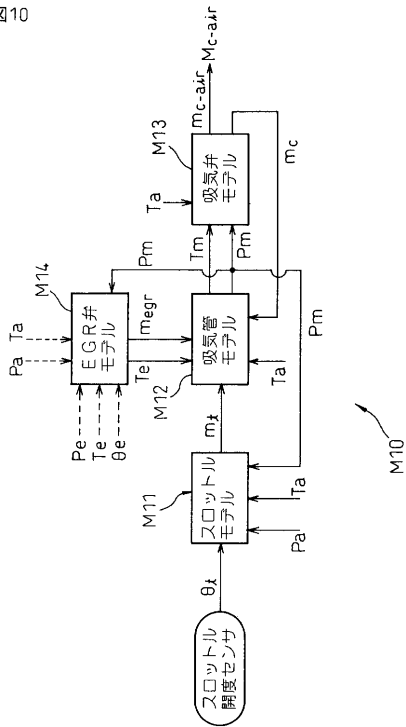 図10
スロットル
開度センサ
θt
M11
スロットル
モデル
Pa
Ta
mt
Pe
Te
θe
Pa
Ta
M14
EGR弁
モデル
Te
megr
Pm
M12
吸気管
モデル
Ta
Tm
Pm
Pm
Ta
M13
吸気弁
モデル
mc
mc-air
Mc-air
M10